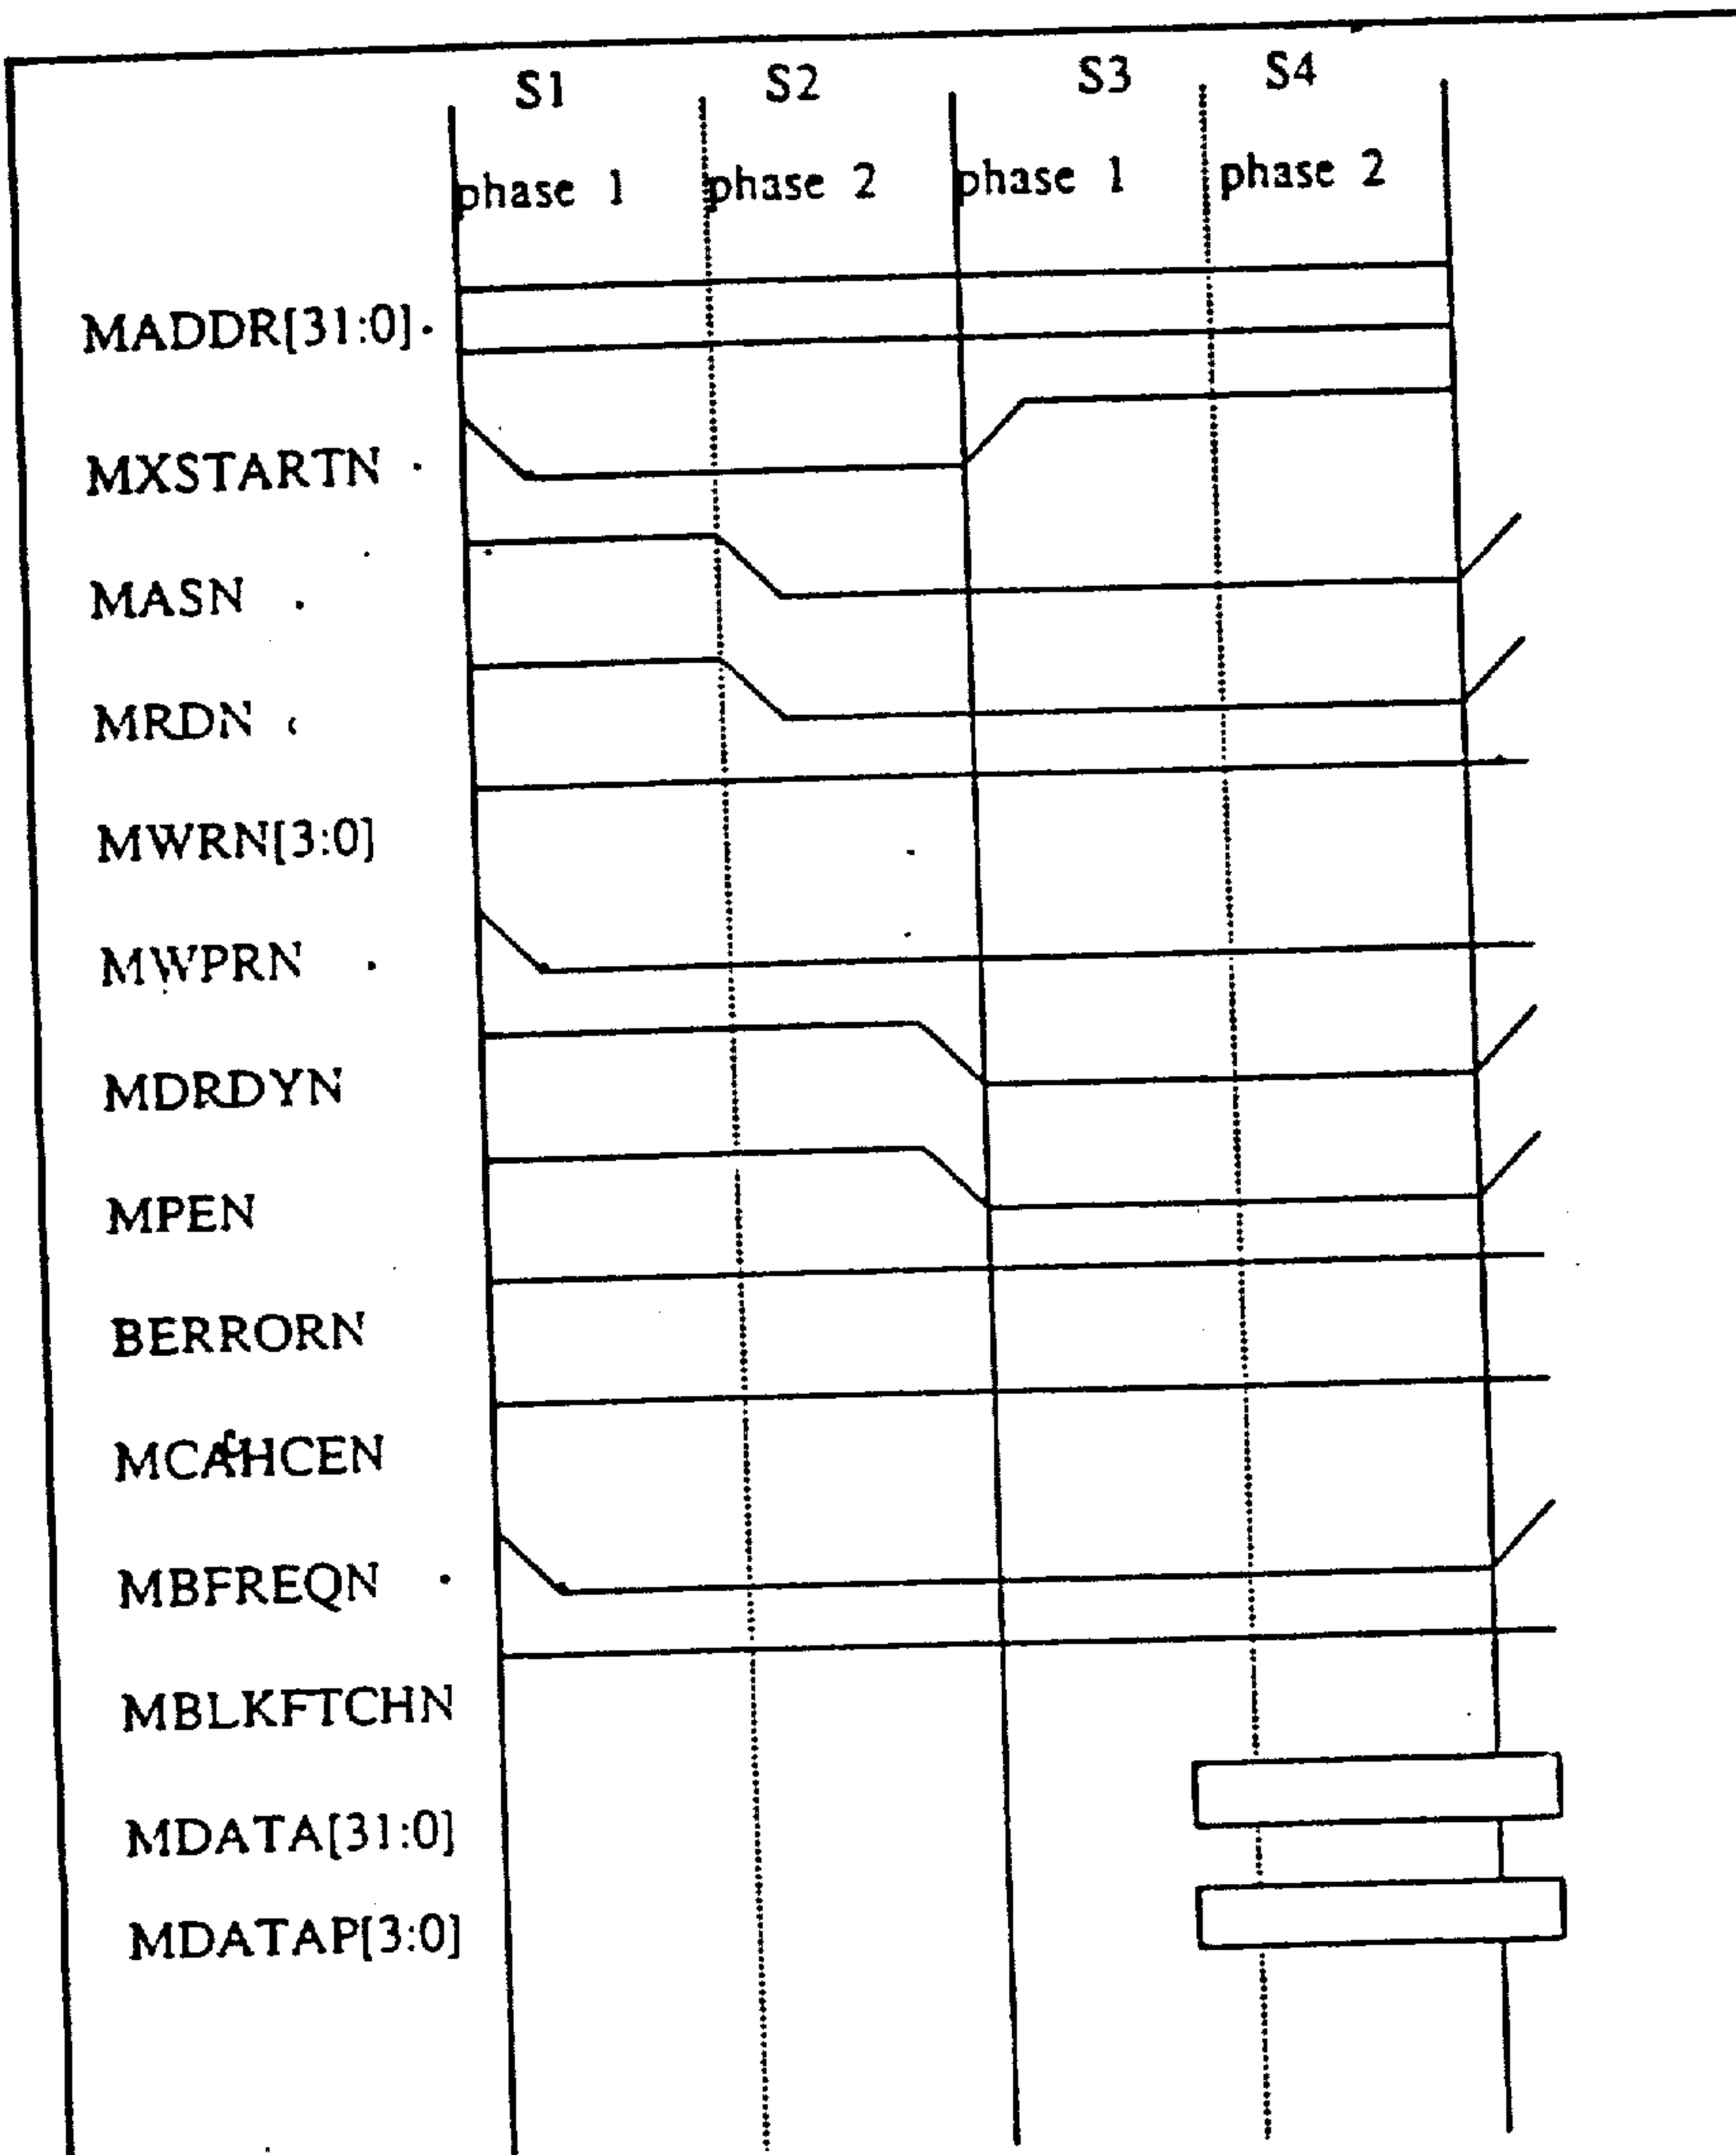 S1 S2 S3 S4
phase 1 phase 2 phase 1 phase 2
MADDR[31:0]
MXSTARTN
MASN
MRDN
MWRN[3:0]
MWPRN
MDRDYN
MPEN
BERRORN
MCAHCEN
MBFREQN
MBLKFTCHN
MDATA[31:0]
MDATAP[3:0]